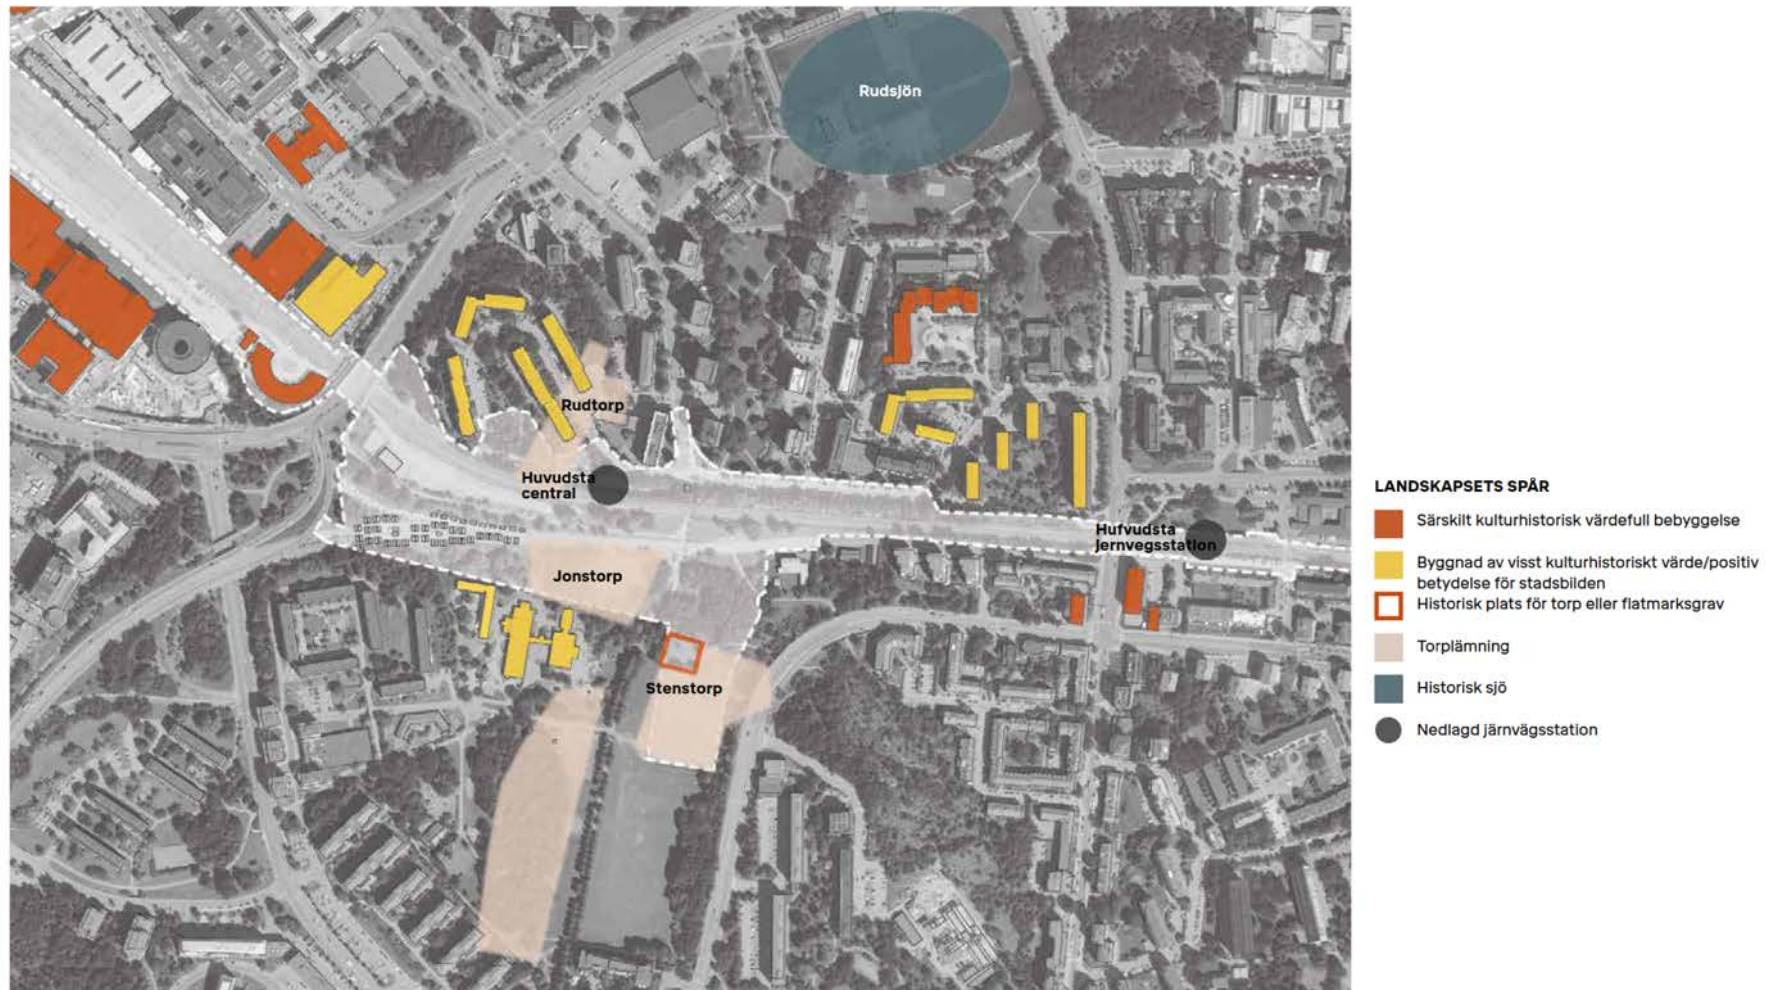 Rudsjön
Rudtorp
Huvudsta
central
Hufvudsta
jernvegsstation
Jonstorp
Stenstorp
LANDSKAPETS SPÅR
Särskilt kulturhistorisk värdefull bebyggelse
Byggnad av visst kulturhistoriskt värde/positiv
betydelse för stadsbilden
Historisk plats för torp eller flatmarksgrav
Torplämning
Historisk sjö
Nedlagd järnvägsstation